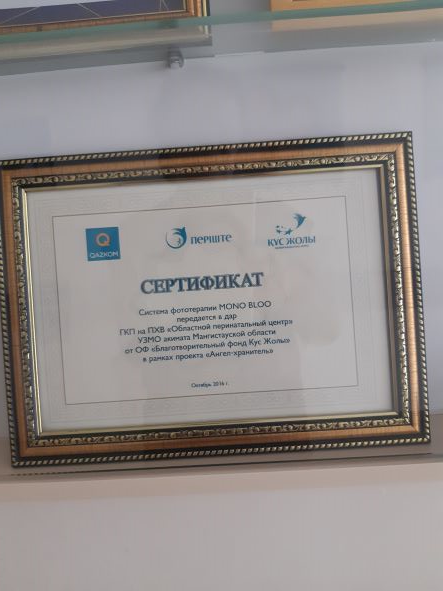 QAZKOM
ПЕРІШТЕ
ҚҰС ЖОЛЫ
СЕРТИФИКАТ
Система фототерапии MONO BLOO
передается в дар
ГКП на ПХВ «Областной перинатальный центр»
УЗМО акимата Мангистауской области
от ОФ «Благотворительный фонд Кус Жолы»
в рамках проекта «Ангел-хранитель»
Октябрь 2016 г.